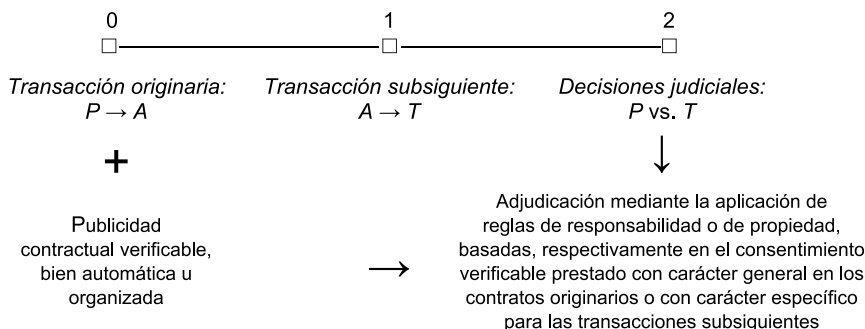 0 1 2
Transacción originaria: Transacción subsiguiente: Decisiones judiciales:
P → A A → T P vs. T
+ ↓
Publicidad
contractual verificable,
bien automática u
organizada
→
Adjudicación mediante la aplicación de
reglas de responsabilidad o de propiedad,
basadas, respectivamente en el consentimiento
verificable prestado con carácter general en los
contratos originarios o con carácter específico
para las transacciones subsiguientes